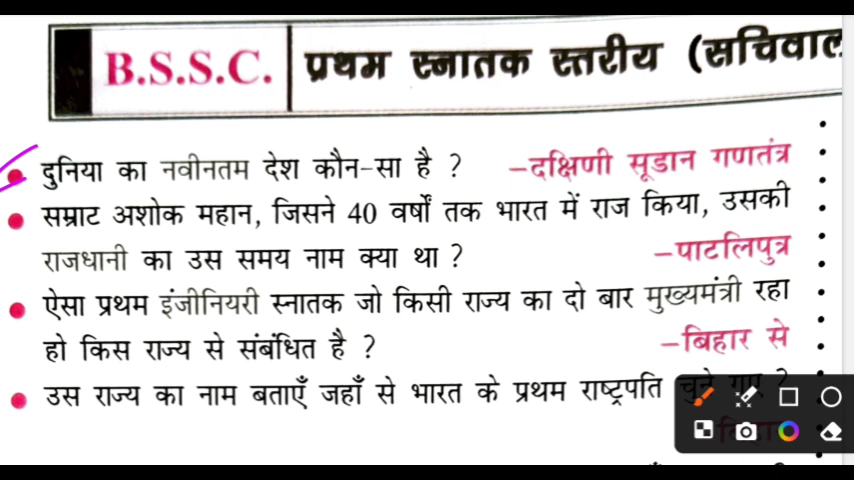 B.S.S.C. प्रथम स्नातक स्तरीय (सचिवाल
दुनिया का नवीनतम देश कौन-सा है ? –दक्षिणी सूडान गणतंत्र
सम्राट अशोक महान, जिसने 40 वर्षों तक भारत में राज किया, उसकी
राजधानी का उस समय नाम क्या था ? –पाटलिपुत्र
ऐसा प्रथम इंजीनियरी स्नातक जो किसी राज्य का दो बार मुख्यमंत्री रहा
हो किस राज्य से संबंधित है ? –बिहार से
उस राज्य का नाम बताएँ जहाँ से भारत के प्रथम राष्ट्रपति चुने गए ?